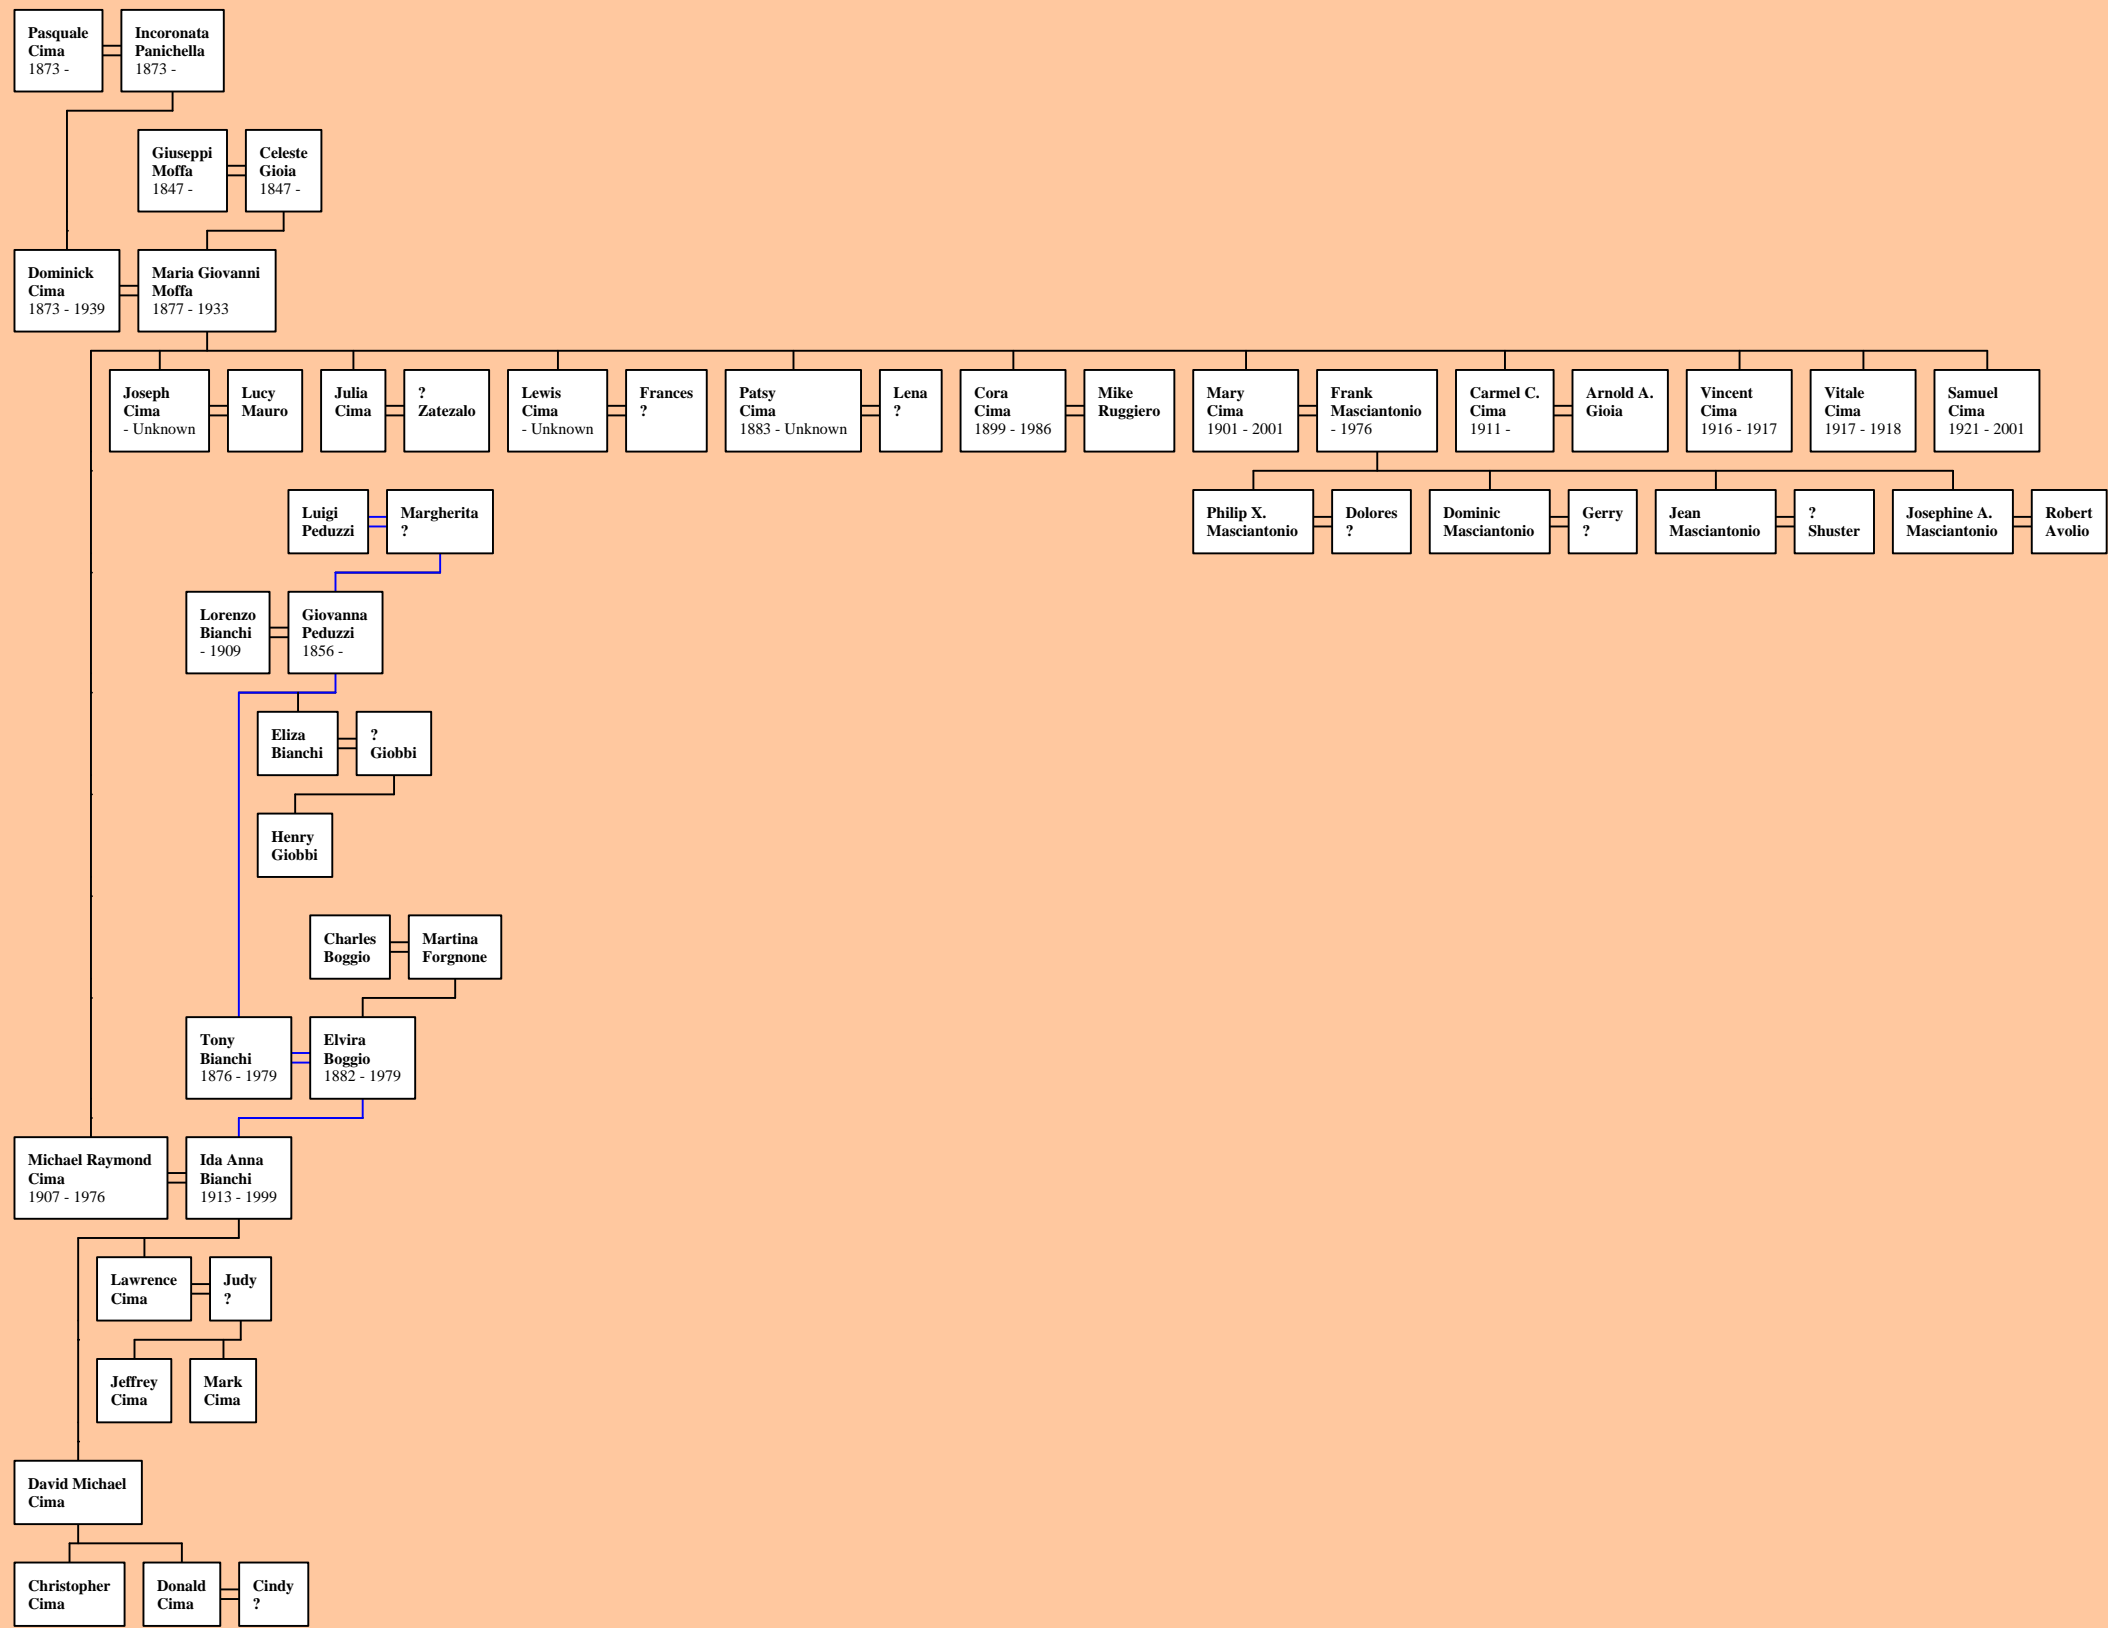 Pasquale
Cima
1873 -
Incoronata
Panichella
1873 -
Giuseppi
Moffa
1847 -
Celeste
Gioia
1847 -
Dominick
Cima
1873 - 1939
Maria Giovanni
Moffa
1877 - 1933
Joseph
Cima
- Unknown
Lucy
Mauro
Julia
Cima
?
Zatezalo
Lewis
Cima
- Unknown
Frances
?
Patsy
Cima
1883 - Unknown
Lena
?
Cora
Cima
1899 - 1986
Mike
Ruggiero
Mary
Cima
1901 - 2001
Frank
Masciantonio
- 1976
Carmel C.
Cima
1911 -
Arnold A.
Gioia
Vincent
Cima
1916 - 1917
Vitale
Cima
1917 - 1918
Samuel
Cima
1921 - 2001
Luigi
Peduzzi
Margherita
?
Philip X.
Masciantonio
Dolores
?
Dominic
Masciantonio
Gerry
?
Jean
Masciantonio
?
Shuster
Josephine A.
Masciantonio
Robert
Avolio
Lorenzo
Bianchi
- 1909
Giovanna
Peduzzi
1856 -
Eliza
Bianchi
?
Giobbi
Henry
Giobbi
Charles
Boggio
Martina
Forgnone
Tony
Bianchi
1876 - 1979
Elvira
Boggio
1882 - 1979
Michael Raymond
Cima
1907 - 1976
Ida Anna
Bianchi
1913 - 1999
Lawrence
Cima
Judy
?
Jeffrey
Cima
Mark
Cima
David Michael
Cima
Christopher
Cima
Donald
Cima
Cindy
?